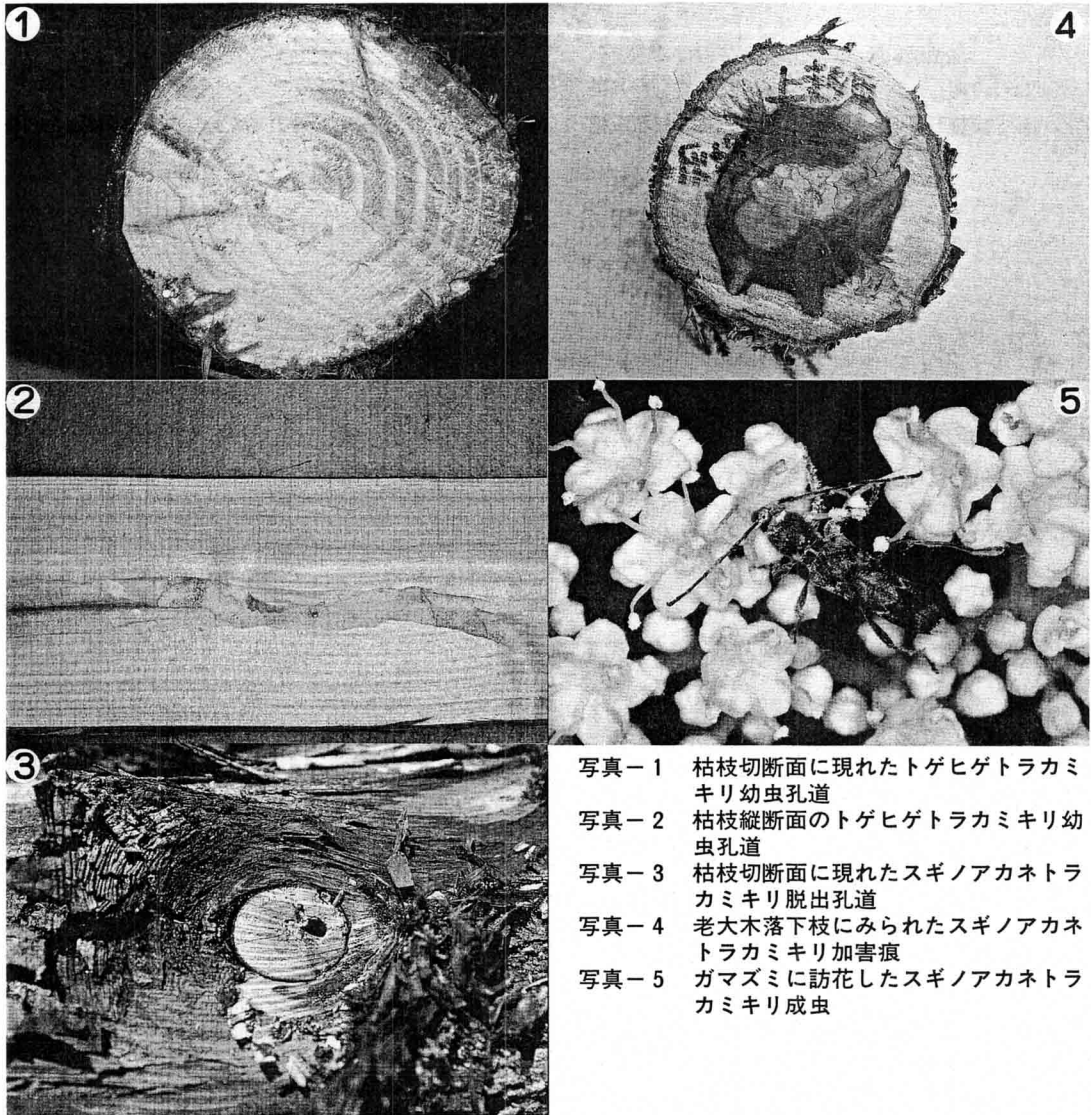 1
4
2
5
3
写真－1 枯枝切断面に現れたトゲヒゲトラカミ
キリ幼虫孔道
写真－2 枯枝縦断面のトゲヒゲトラカミキリ幼
虫孔道
写真－3 枯枝切断面に現れたスギノアカネトラ
カミキリ脱出孔道
写真－4 老大木落下枝にみられたスギノアカネ
トラカミキリ加害痕
写真－5 ガマズミに訪花したスギノアカネトラ
カミキリ成虫